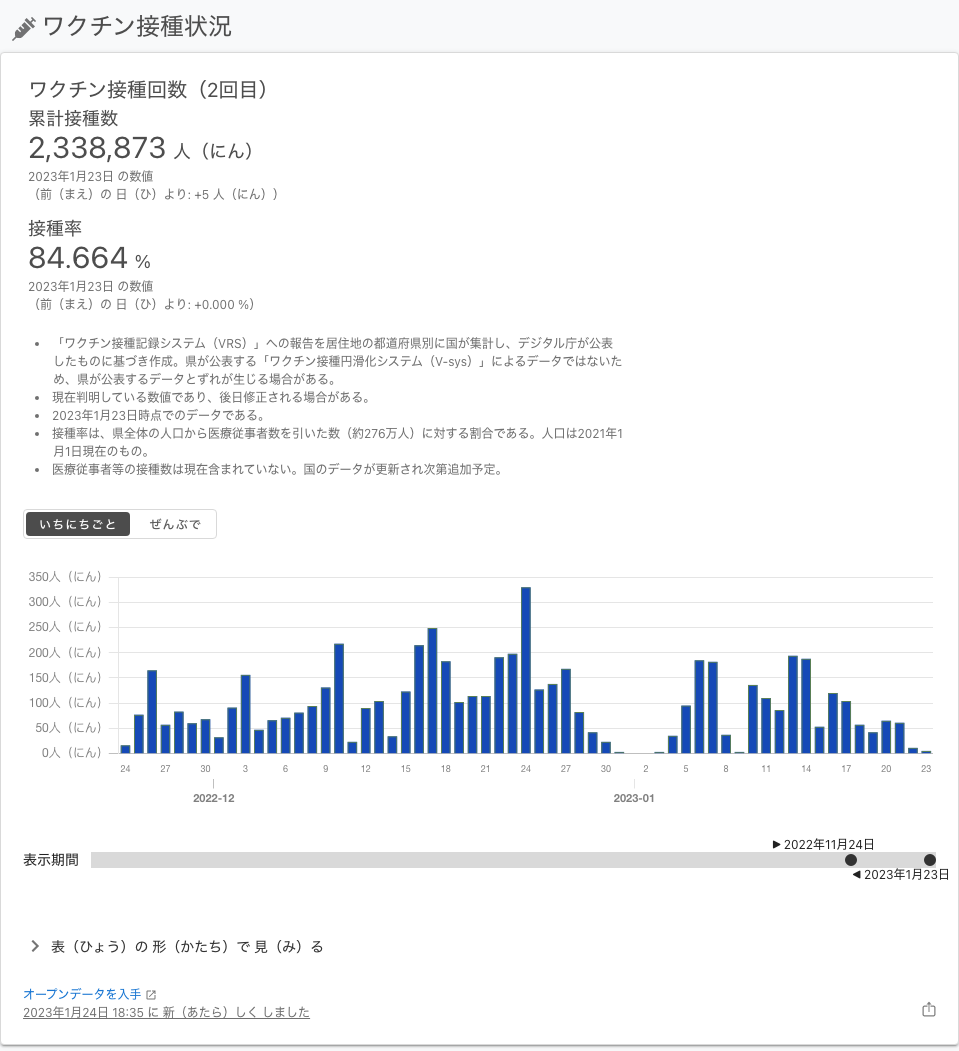 ワクチン接種状況
ワクチン接種回数（2回目）
累計接種数
2,338,873 人（にん）
2023年1月23日 の数値
（前（まえ）の 日（ひ）より: +5 人（にん））
接種率
84.664 %
2023年1月23日 の数値
（前（まえ）の 日（ひ）より: +0.000 %）
• 「ワクチン接種記録システム（VRS）」への報告を居住地の都道府県別に国が集計し、デジタル庁が公表
したものに基づき作成。県が公表する「ワクチン接種円滑化システム（V-sys）」によるデータではないた
め、県が公表するデータとずれが生じる場合がある。
• 現在判明している数値であり、後日修正される場合がある。
• 2023年1月23日時点でのデータである。
• 接種率は、県全体の人口から医療従事者数を引いた数（約276万人）に対する割合である。人口は2021年1
月1日現在のもの。
• 医療従事者等の接種数は現在含まれていない。国のデータが更新され次第追加予定。
いちにちごと ぜんぶで
350人（にん）
300人（にん）
250人（にん）
200人（にん）
150人（にん）
100人（にん）
50人（にん）
0人（にん）
24 27 30 3 6 9 12 15 18 21 24 27 30 2 5 8 11 14 17 20 23
2022-12 2023-01
▶ 2022年11月24日
表示期間
◀ 2023年1月23日
表（ひょう）の 形（かたち）で 見（み）る
オープンデータを入手
2023年1月24日 18:35 に 新（あたら）しく しました